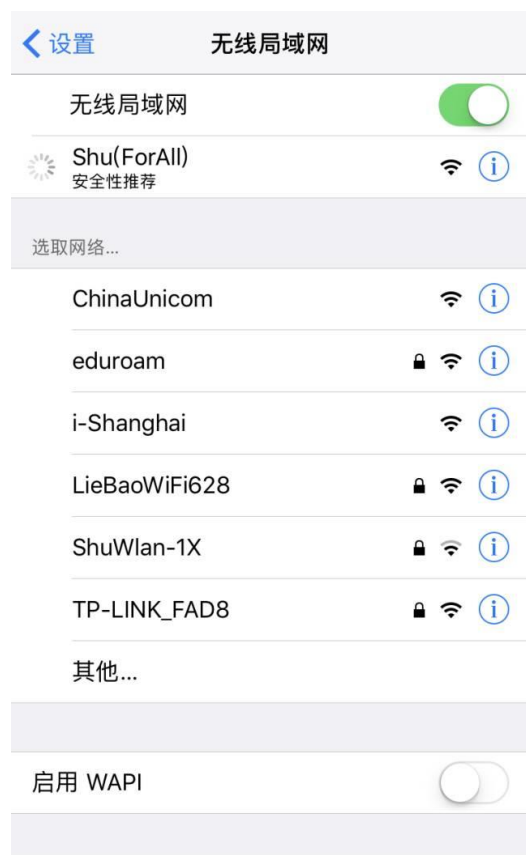 设置
无线局域网
无线局域网
Shu(ForAll)
安全性推荐
选取网络...
ChinaUnicom
eduroam
i-Shanghai
LieBaoWiFi628
ShuWlan-1X
TP-LINK_FAD8
其他...
启用 WAPI